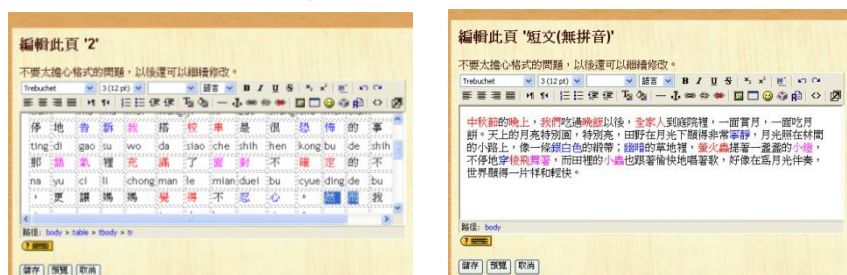 編輯此頁 '2'
不要太擔心格式的問題，以後還可以繼續修改。
Trebuchet 3 (12 pt) 語言 B I U S
停 地 告 訴 我 搭 校 車 是 很 恐 怖 的 事
ting di gao su wo da siao che shih hen kong bu de shih
那 語 氣 裡 充 滿 了 面 對 不 確 定 的 不
na yu ci li chong man le mian duei bu cyue ding de bu
， 更 讓 媽 媽 覺 得 不 忍 心 。 然 而 我
路徑: body » table » tbody » tr
儲存 預覽 取消
編輯此頁 '短文(無拼音)'
不要太擔心格式的問題，以後還可以繼續修改。
Trebuchet 3 (12 pt) 語言 B I U S
中秋節的晚上，我們吃過晚飯以後，全家人到庭院裡，一面賞月，一面吃月
餅。天上的月亮特別圓，特別亮，田野在月光下顯得非常寧靜，月光照在林間
的小路上，像一條銀白色的緞帶；幽暗的草地裡，螢火蟲提著一盞盞的小燈，
不停地穿梭飛舞著，而田裡的小蟲也跟著愉快地唱著歌，好像在為月光伴奏，
世界顯得一片祥和輕快。
路徑: body
儲存 預覽 取消